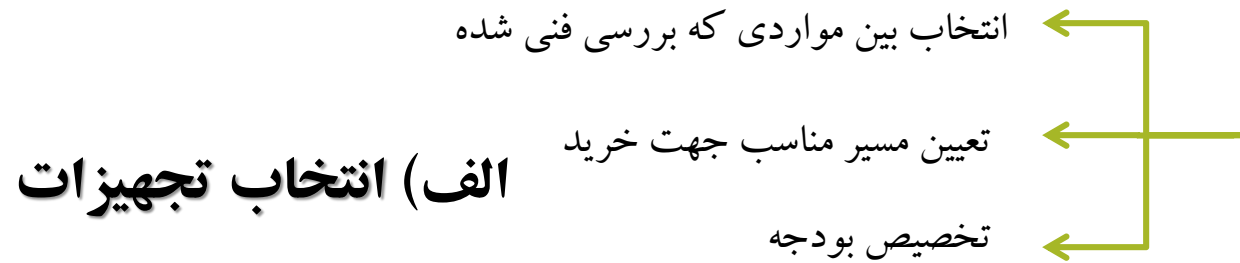 انتخاب بین مواردی که بررسی فنی شده
تعیین مسیر مناسب جهت خرید
الف) انتخاب تجهیزات
تخصیص بودجه